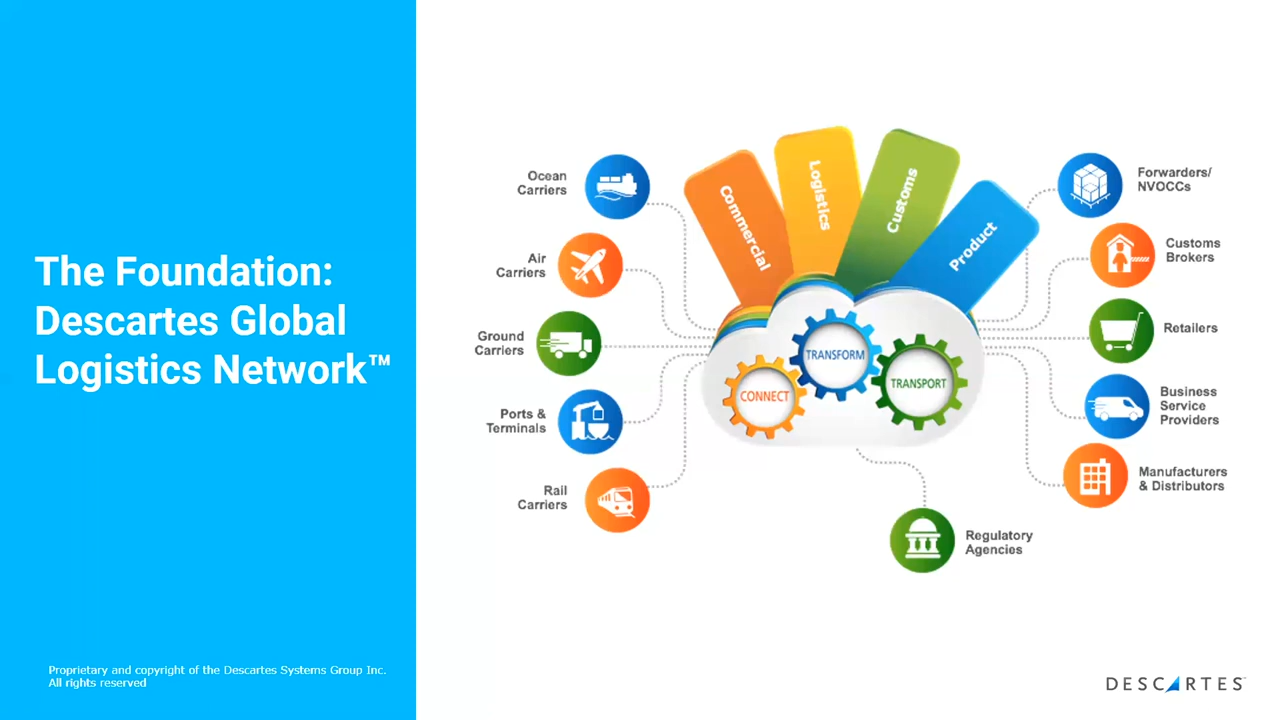 The Foundation:
Descartes Global
Logistics Network™
Proprietary and copyright of the Descartes Systems Group Inc.
All rights reserved
Ocean
Carriers
Air
Carriers
Ground
Carriers
Ports &
Terminals
Rail
Carriers
Commercial
Logistics
Customs
Product
CONNECT
TRANSFORM
TRANSPORT
Forwarders/
NVOCCs
Customs
Brokers
Retailers
Business
Service
Providers
Manufacturers
& Distributors
Regulatory
Agencies
DESCARTES